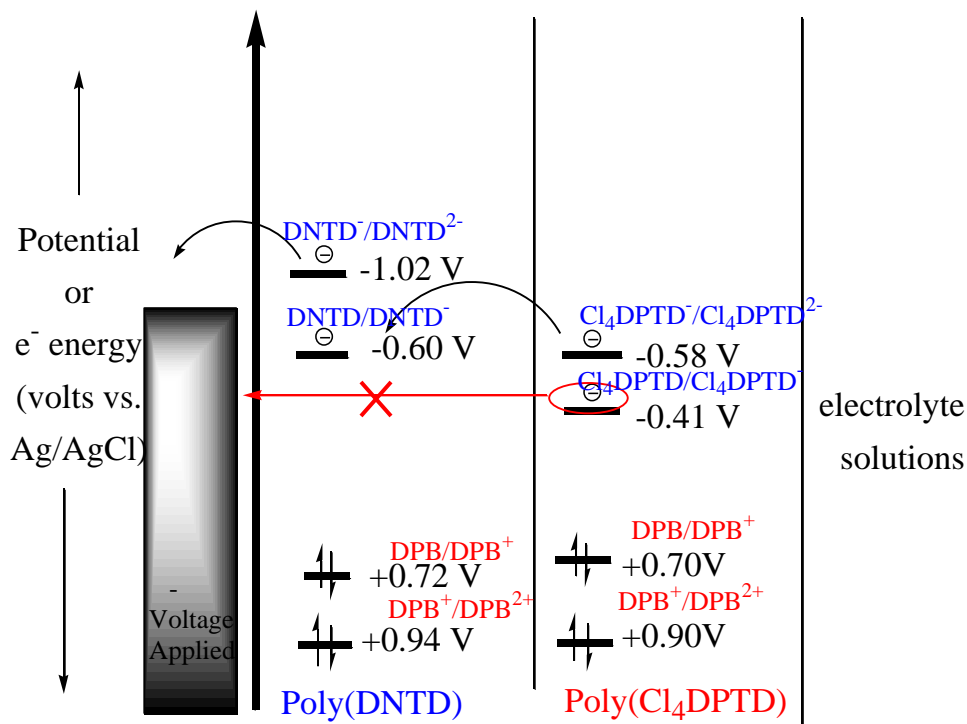 Potential
or
e⁻ energy
(volts vs.
Ag/AgCl)
-
Voltage
Applied
DNTD⁻/DNTD²⁻
-1.02 V
DNTD/DNTD⁻
-0.60 V
DPB/DPB⁺
+0.72 V
DPB⁺/DPB²⁺
+0.94 V
Poly(DNTD)
Cl₄DPTD⁻/Cl₄DPTD²⁻
-0.58 V
Cl₄DPTD/Cl₄DPTD⁻
-0.41 V
DPB/DPB⁺
+0.70V
DPB⁺/DPB²⁺
+0.90V
Poly(Cl₄DPTD)
electrolyte
solutions